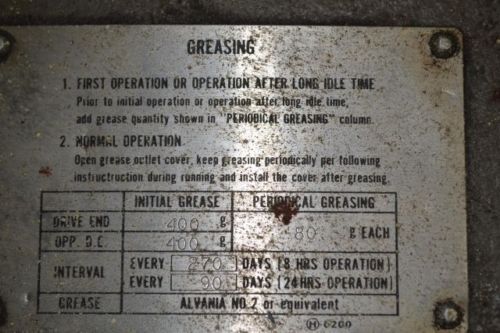 GREASING
1. FIRST OPERATION OR OPERATION AFTER LONG IDLE TIME
Prior to initial operation or operation after long idle time,
add grease quantity shown in "PERIODICAL GREASING" column.
2. NORMAL OPERATION
Open grease outlet cover, keep greasing periodically per following
instructruction during running and install the cover after greasing.
INITIAL GREASE PERIODICAL GREASING
DRIVE END 400 g
80 g EACH
OPP. D.E. 400 g
INTERVAL EVERY 270 DAYS (8 HRS OPERATION)
EVERY 90 DAYS (24 HRS OPERATION)
GREASE ALVANIA NO. 2 or equivalent
H 6200